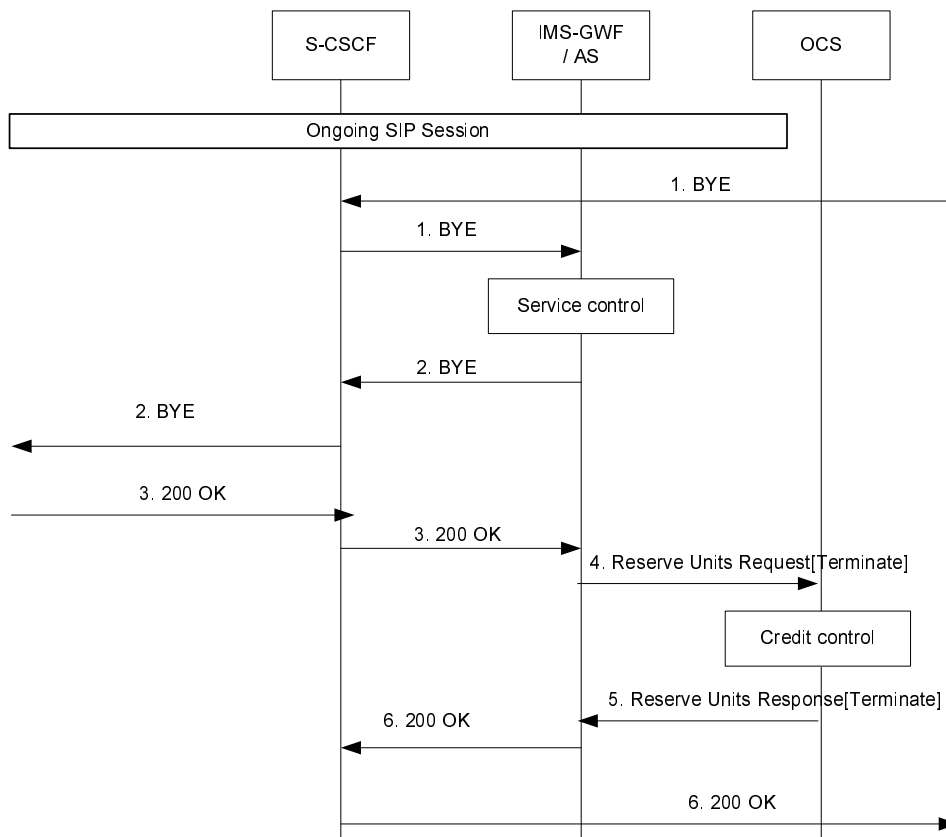 S-CSCF
IMS-GWF
/ AS
OCS
Ongoing SIP Session
1. BYE
1. BYE
Service control
2. BYE
2. BYE
3. 200 OK
3. 200 OK
4. Reserve Units Request[Terminate]
Credit control
5. Reserve Units Response[Terminate]
6. 200 OK
6. 200 OK